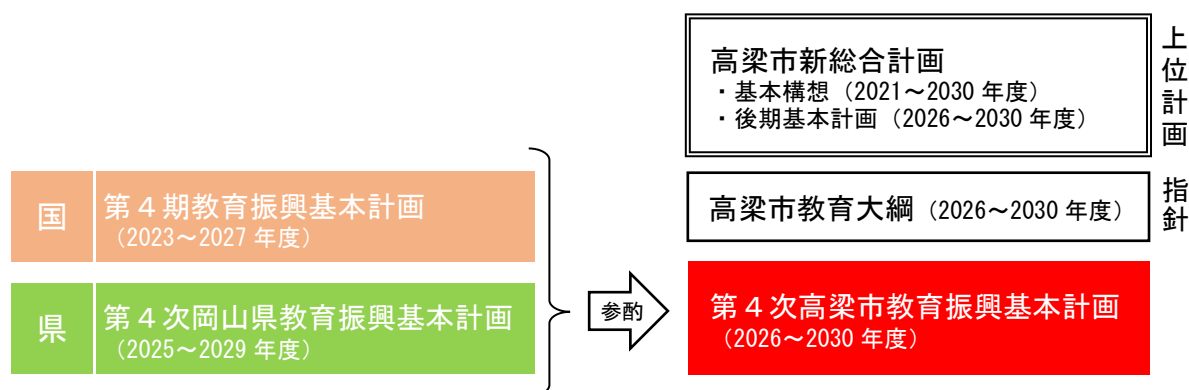 高梁市新総合計画
・基本構想（2021～2030 年度）
・後期基本計画（2026～2030 年度）
上位計画
国
第４期教育振興基本計画
（2023～2027 年度）
高梁市教育大綱（2026～2030 年度）
指針
県
第４次岡山県教育振興基本計画
（2025～2029 年度）
参酌
第４次高梁市教育振興基本計画
（2026～2030 年度）